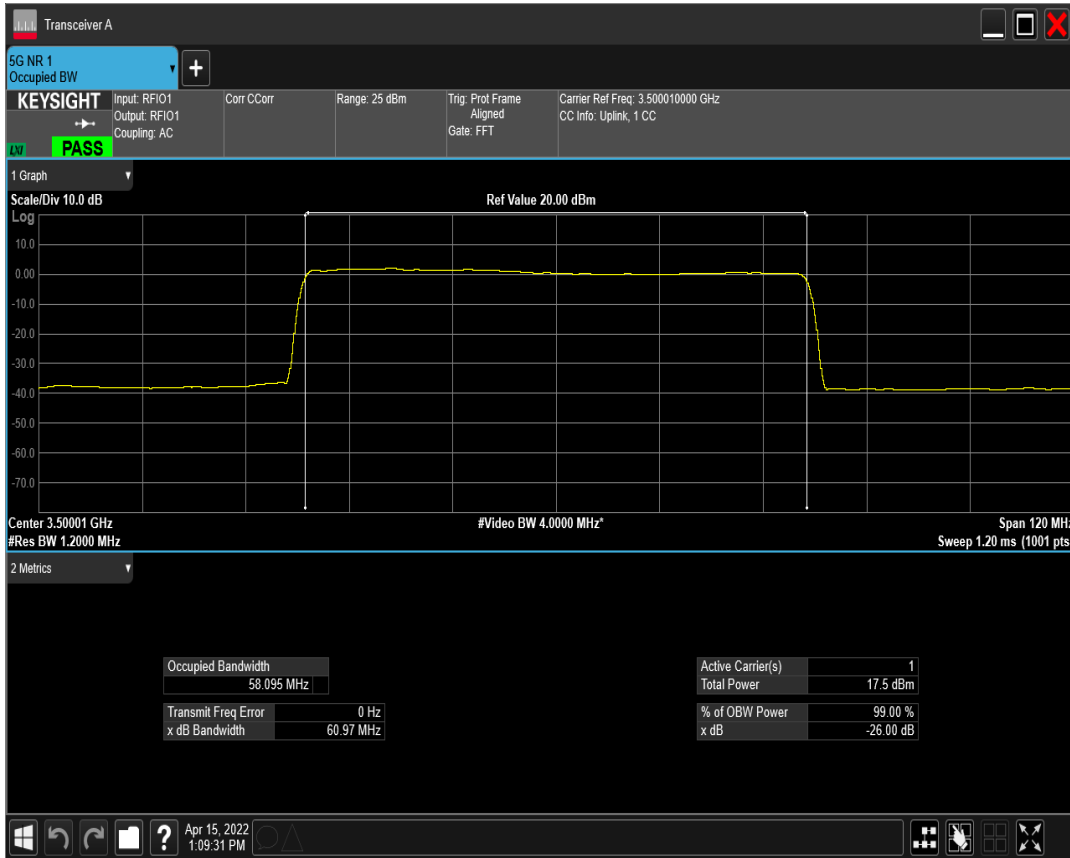 Transceiver A
5G NR 1
Occupied BW
KEYSIGHT
LXI
PASS
Input: RFIO1
Output: RFIO1
Coupling: AC
Corr CCorr
Range: 25 dBm
Trig: Prot Frame
Aligned
Gate: FFT
Carrier Ref Freq: 3.500010000 GHz
CC Info: Uplink, 1 CC
1 Graph
Scale/Div 10.0 dB
Ref Value 20.00 dBm
Log
10.0
0.00
-10.0
-20.0
-30.0
-40.0
-50.0
-60.0
-70.0
Center 3.50001 GHz
#Video BW 4.0000 MHz*
Span 120 MHz
#Res BW 1.2000 MHz
Sweep 1.20 ms (1001 pts
2 Metrics
Occupied Bandwidth
58.095 MHz
Transmit Freq Error 0 Hz
x dB Bandwidth 60.97 MHz
Active Carrier(s) 1
Total Power 17.5 dBm
% of OBW Power 99.00 %
x dB -26.00 dB
?
Apr 15, 2022
1:09:31 PM